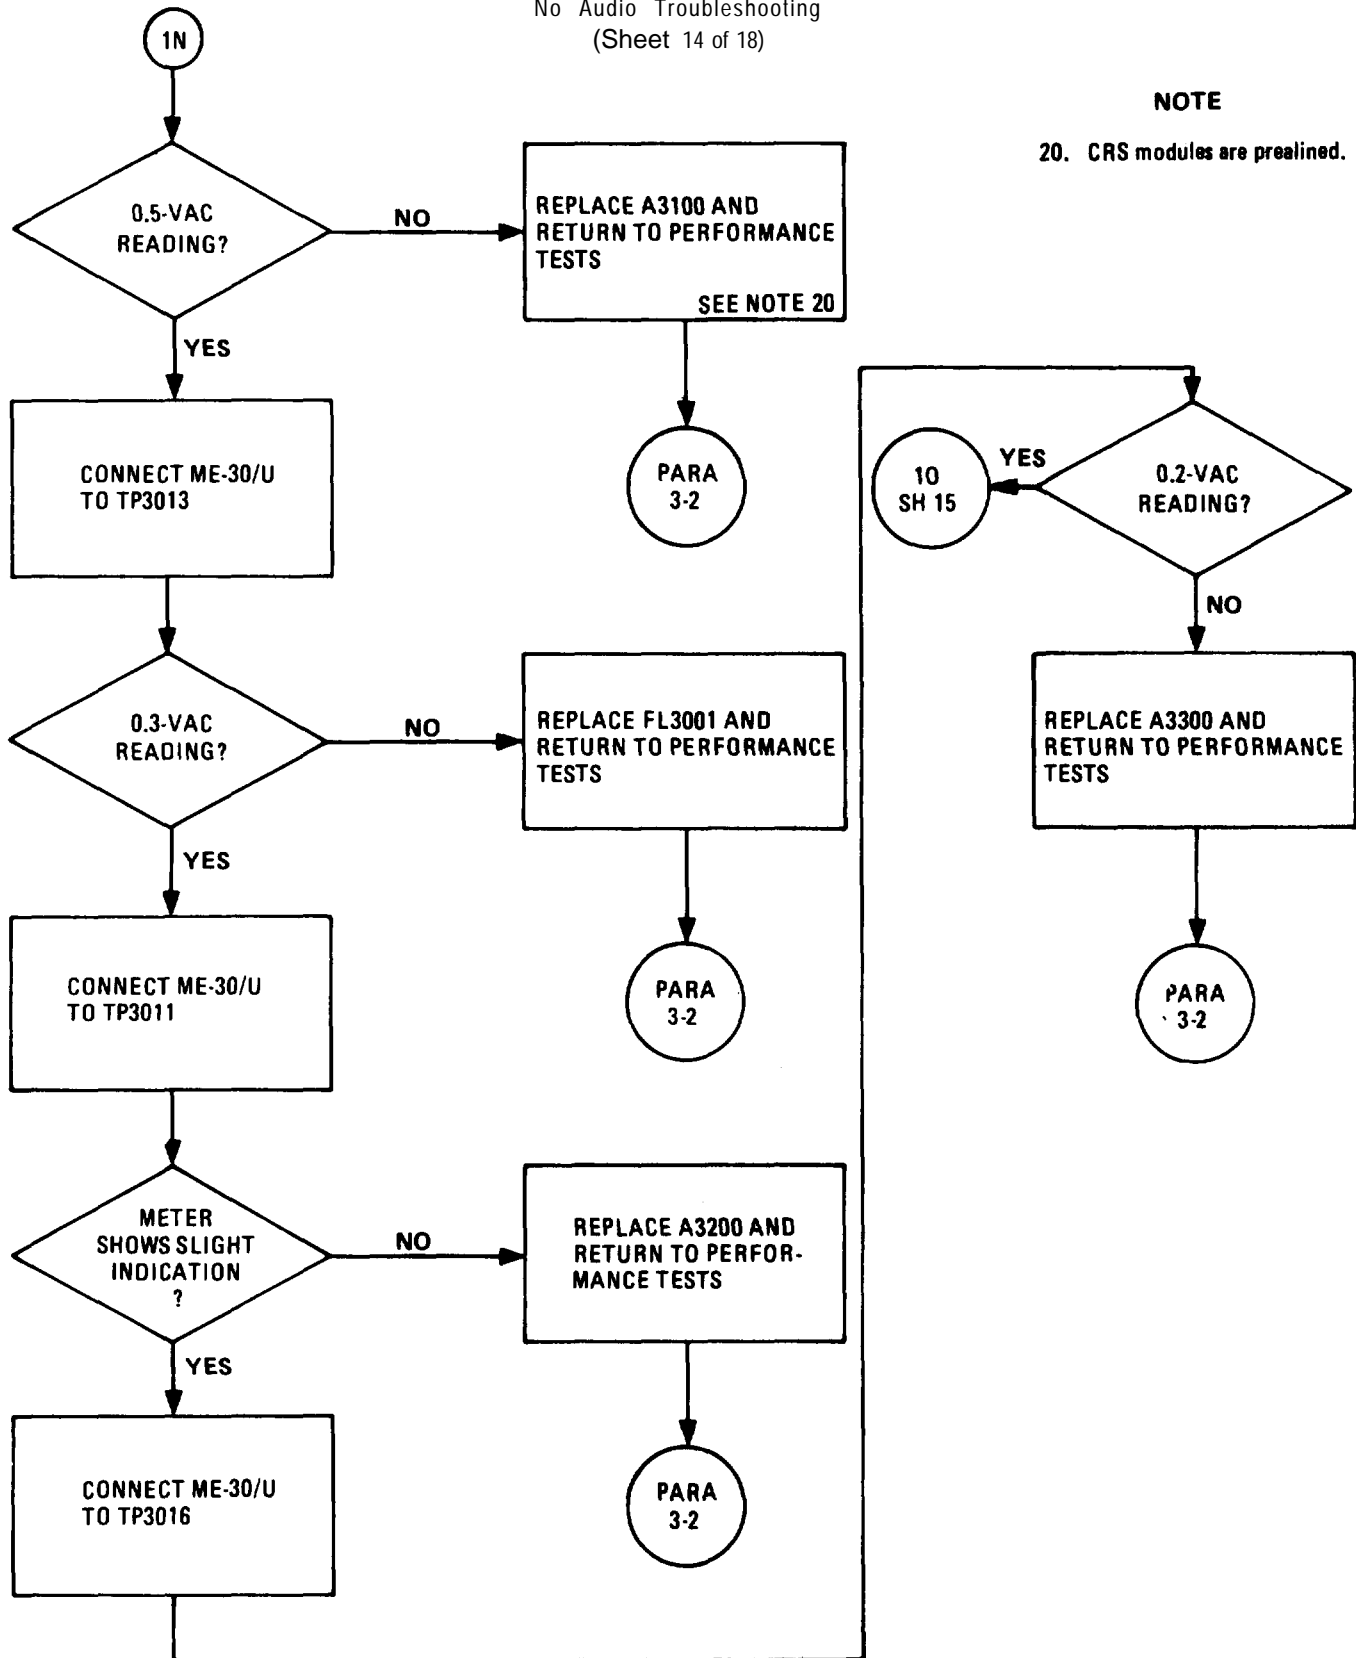 No Audio Troubleshooting
(Sheet 14 of 18)
1N
NOTE
20. CRS modules are prealined.
0.5-VAC
READING?
NO
REPLACE A3100 AND
RETURN TO PERFORMANCE
TESTS
SEE NOTE 20
YES
PARA
3-2
CONNECT ME-30/U
TO TP3013
0.3-VAC
READING?
NO
REPLACE FL3001 AND
RETURN TO PERFORMANCE
TESTS
YES
PARA
3-2
CONNECT ME-30/U
TO TP3011
METER
SHOWS SLIGHT
INDICATION
?
NO
REPLACE A3200 AND
RETURN TO PERFOR-
MANCE TESTS
YES
PARA
3-2
CONNECT ME-30/U
TO TP3016
0.2-VAC
READING?
YES
1O
SH 15
NO
REPLACE A3300 AND
RETURN TO PERFORMANCE
TESTS
PARA
3-2